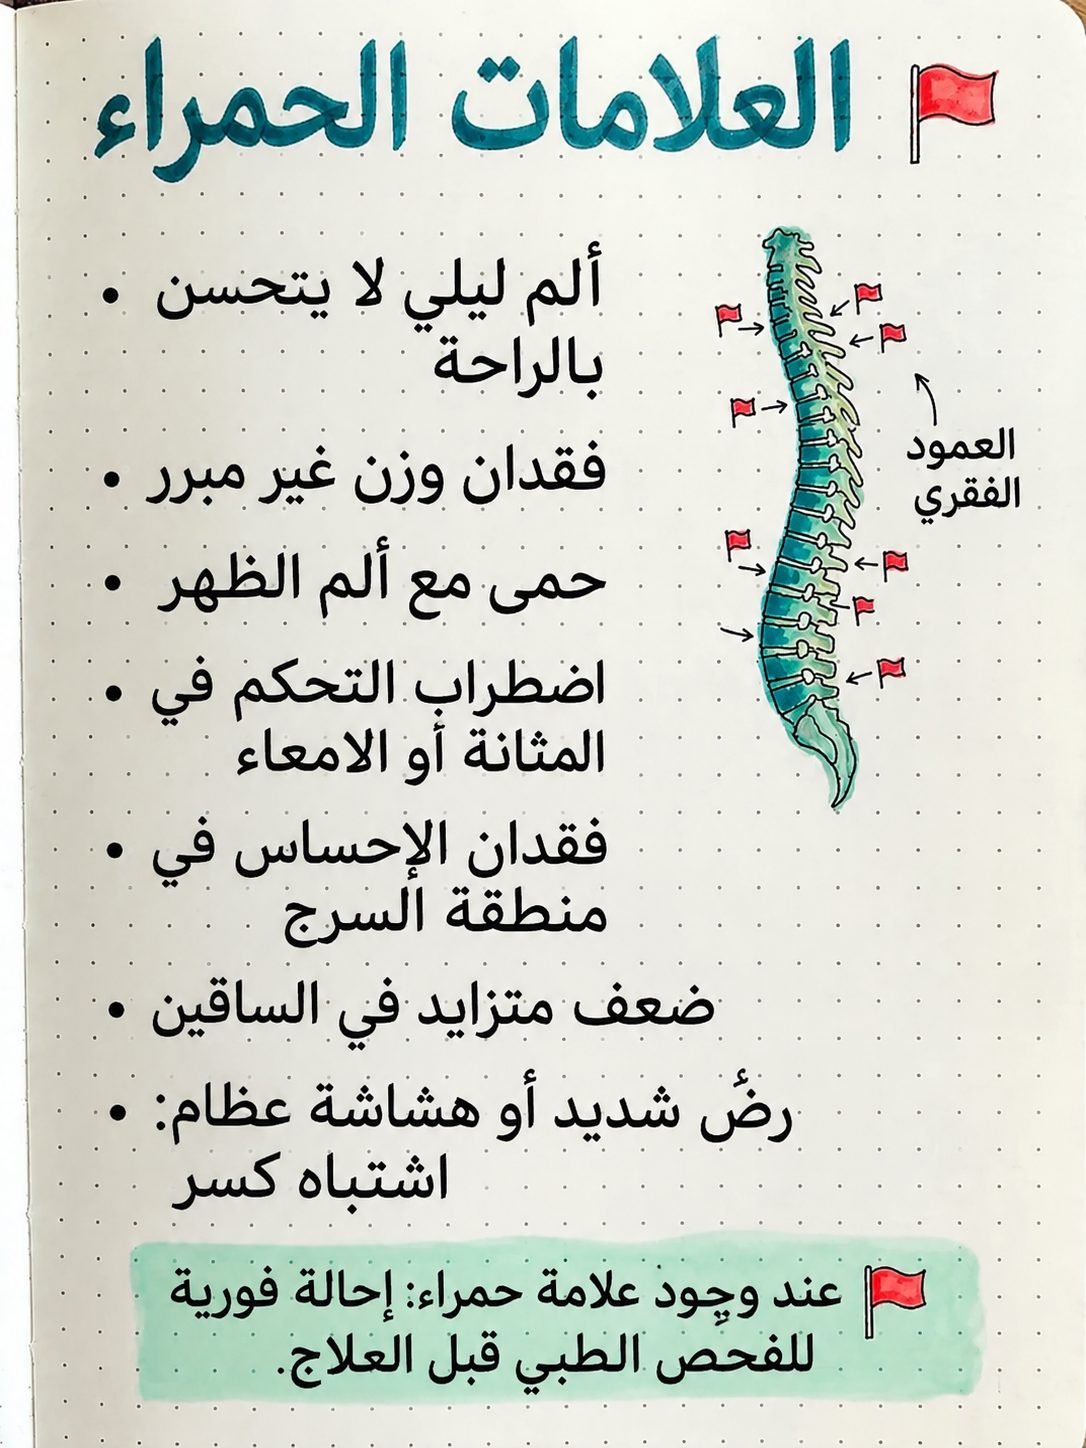 العلامات الحمراء
• ألم ليلي لا يتحسن
بالراحة
• فقدان وزن غير مبرر
• حمى مع ألم الظهر
• اضطراب التحكم في
المثانة أو الامعاء
• فقدان الإحساس في
منطقة السرج
• ضعف متزايد في الساقين
• رضٌ شديد أو هشاشة عظام:
اشتباه كسر
العمود
الفقري
عند وجود علامة حمراء: إحالة فورية
للفحص الطبي قبل العلاج.